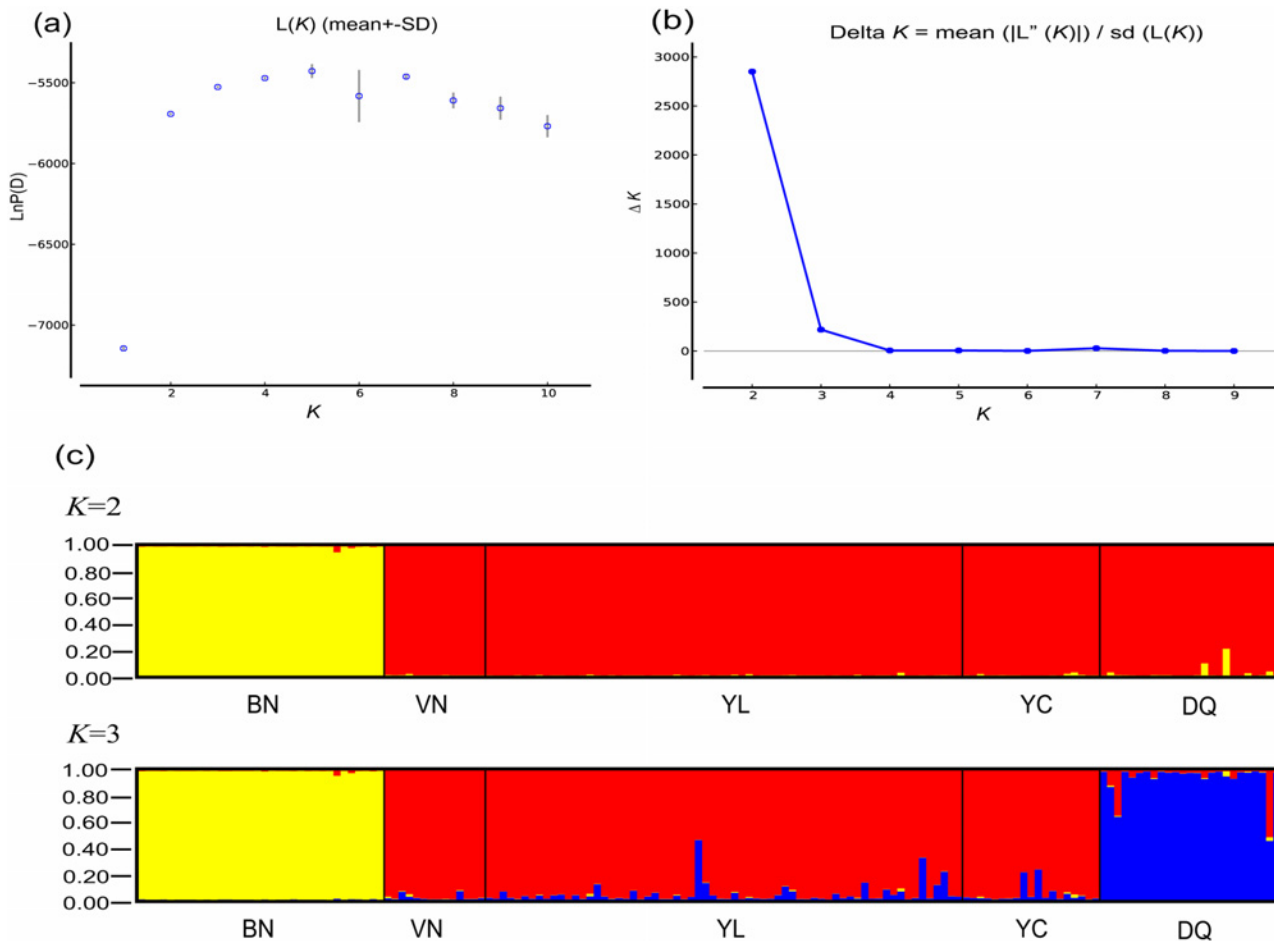 (a)
L(K) (mean+-SD)
−5500
−6000
−6500
−7000
LnP(D)
2
4
6
8
10
K
(b)
Delta K = mean (|L” (K)|) / sd (L(K))
3000
2500
2000
1500
1000
500
0
Δ K
2
3
4
5
6
7
8
9
K
(c)
K=2
1.00
0.80
0.60
0.40
0.20
0.00
BN
VN
YL
YC
DQ
K=3
1.00
0.80
0.60
0.40
0.20
0.00
BN
VN
YL
YC
DQ